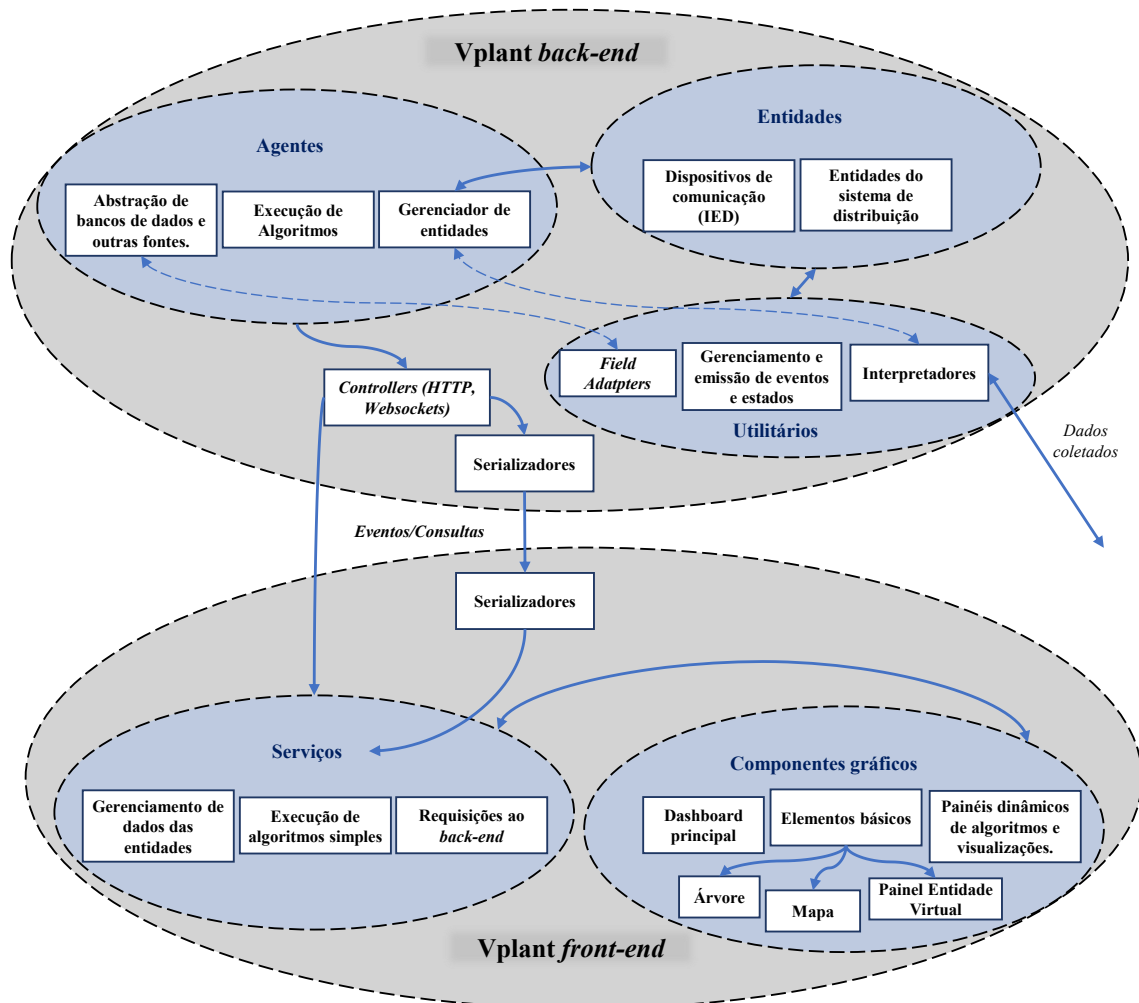 Vplant back-end
Agentes
Abstração de
bancos de dados e
outras fontes.
Execução de
Algoritmos
Gerenciador de
entidades
Entidades
Dispositivos de
comunicação
(IED)
Entidades do
sistema de
distribuição
Field
Adatpters
Gerenciamento e
emissão de eventos
e estados
Interpretadores
Utilitários
Controllers (HTTP,
Websockets)
Serializadores
Dados
coletados
Eventos/Consultas
Serializadores
Serviços
Gerenciamento de
dados das
entidades
Execução de
algoritmos simples
Requisições ao
back-end
Componentes gráficos
Dashboard
principal
Elementos básicos
Painéis dinâmicos
de algoritmos e
visualizações.
Árvore
Mapa
Painel Entidade
Virtual
Vplant front-end